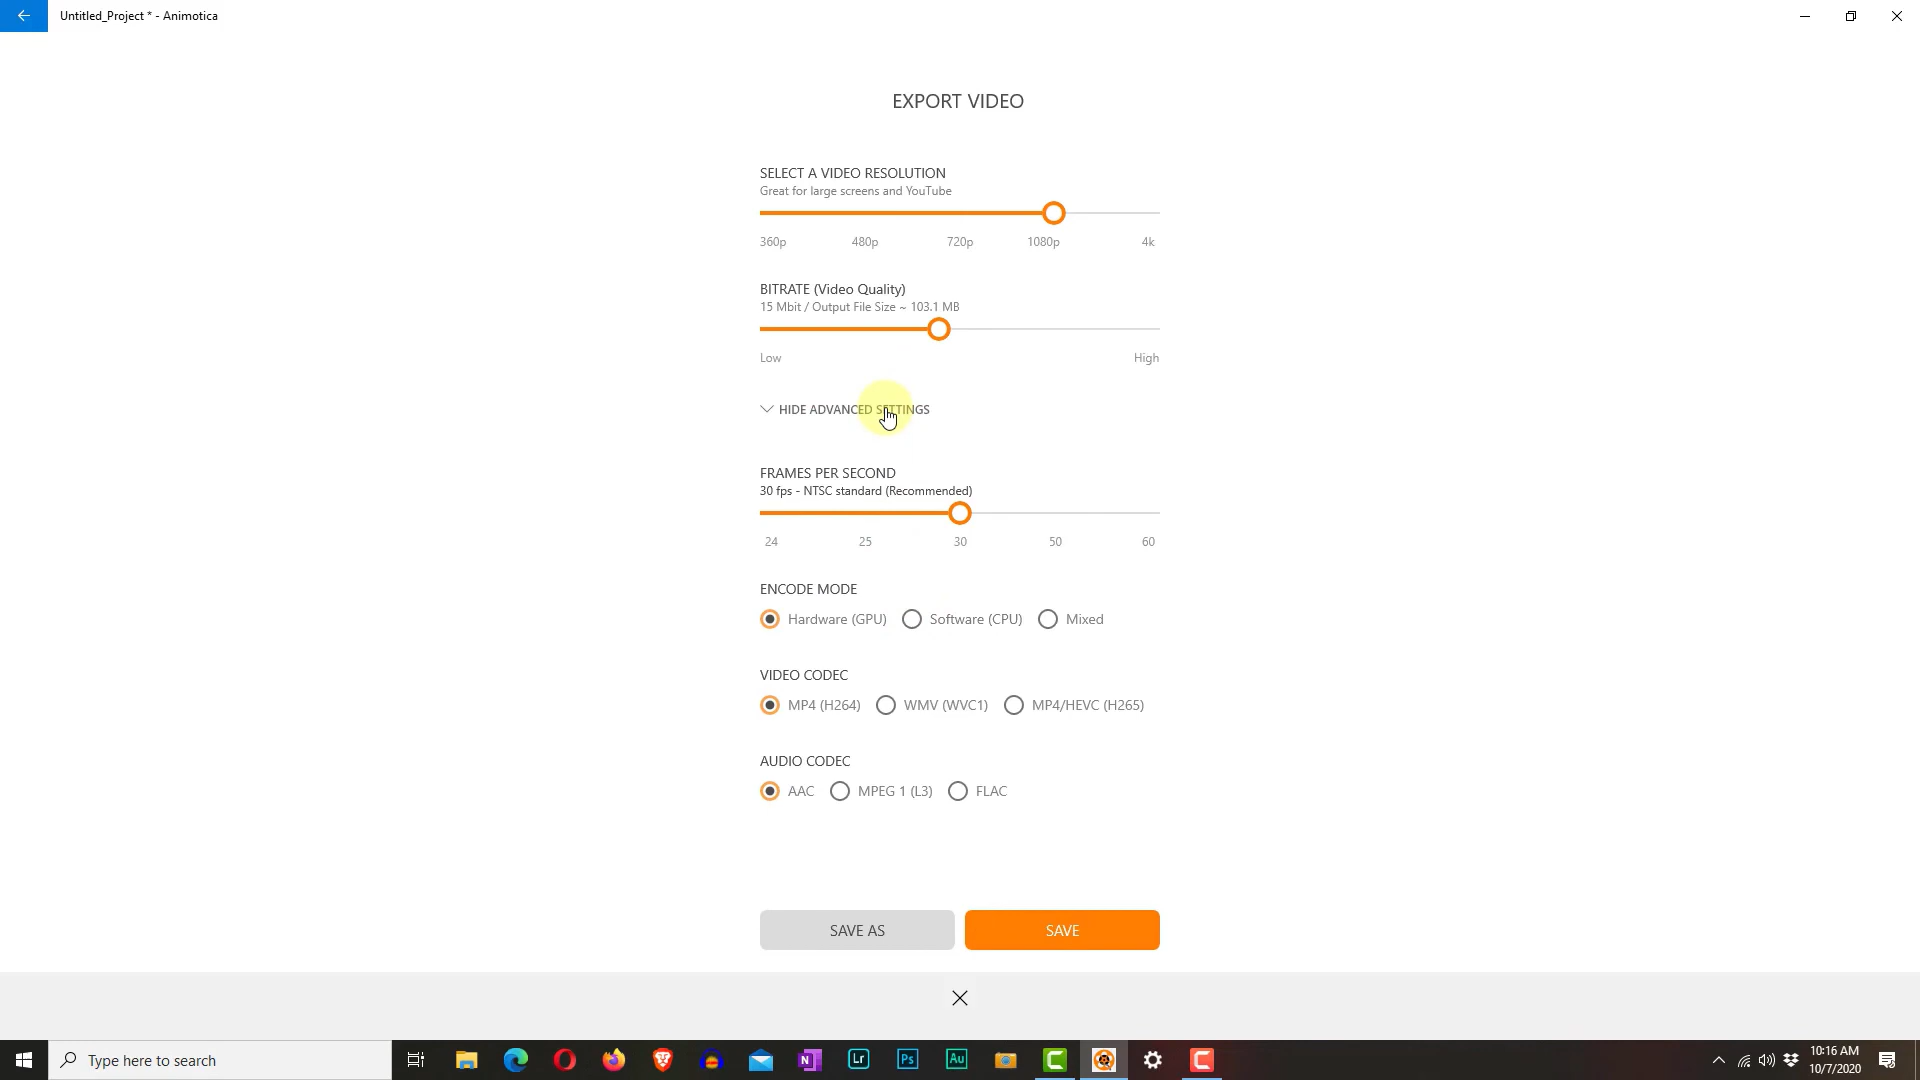 Untitled_Project * - Animotica
EXPORT VIDEO
SELECT A VIDEO RESOLUTION
Great for large screens and YouTube
360p 480p 720p 1080p 4k
BITRATE (Video Quality)
15 Mbit / Output File Size ~ 103.1 MB
Low High
HIDE ADVANCED SETTINGS
FRAMES PER SECOND
30 fps - NTSC standard (Recommended)
24 25 30 50 60
ENCODE MODE
Hardware (GPU) Software (CPU) Mixed
VIDEO CODEC
MP4 (H264) WMV (WVC1) MP4/HEVC (H265)
AUDIO CODEC
AAC MPEG 1 (L3) FLAC
SAVE AS SAVE
Type here to search
N Lr Ps Au
10:16 AM
10/7/2020